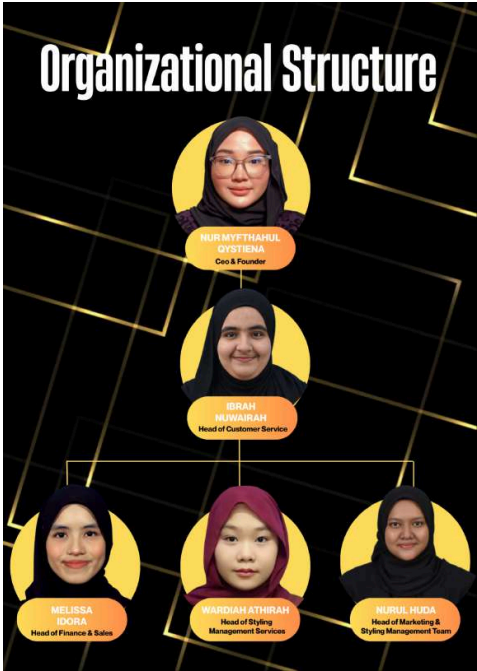 Organizational Structure
NUR MYFTHAHUL
QYSTIENA
Ceo & Founder
IBRAH
NUWAIRAH
Head of Customer Service
MELISSA
IDORA
Head of Finance & Sales
WARDIAH ATHIRAH
Head of Styling
Management Services
NURUL HUDA
Head of Marketing &
Styling Management Team